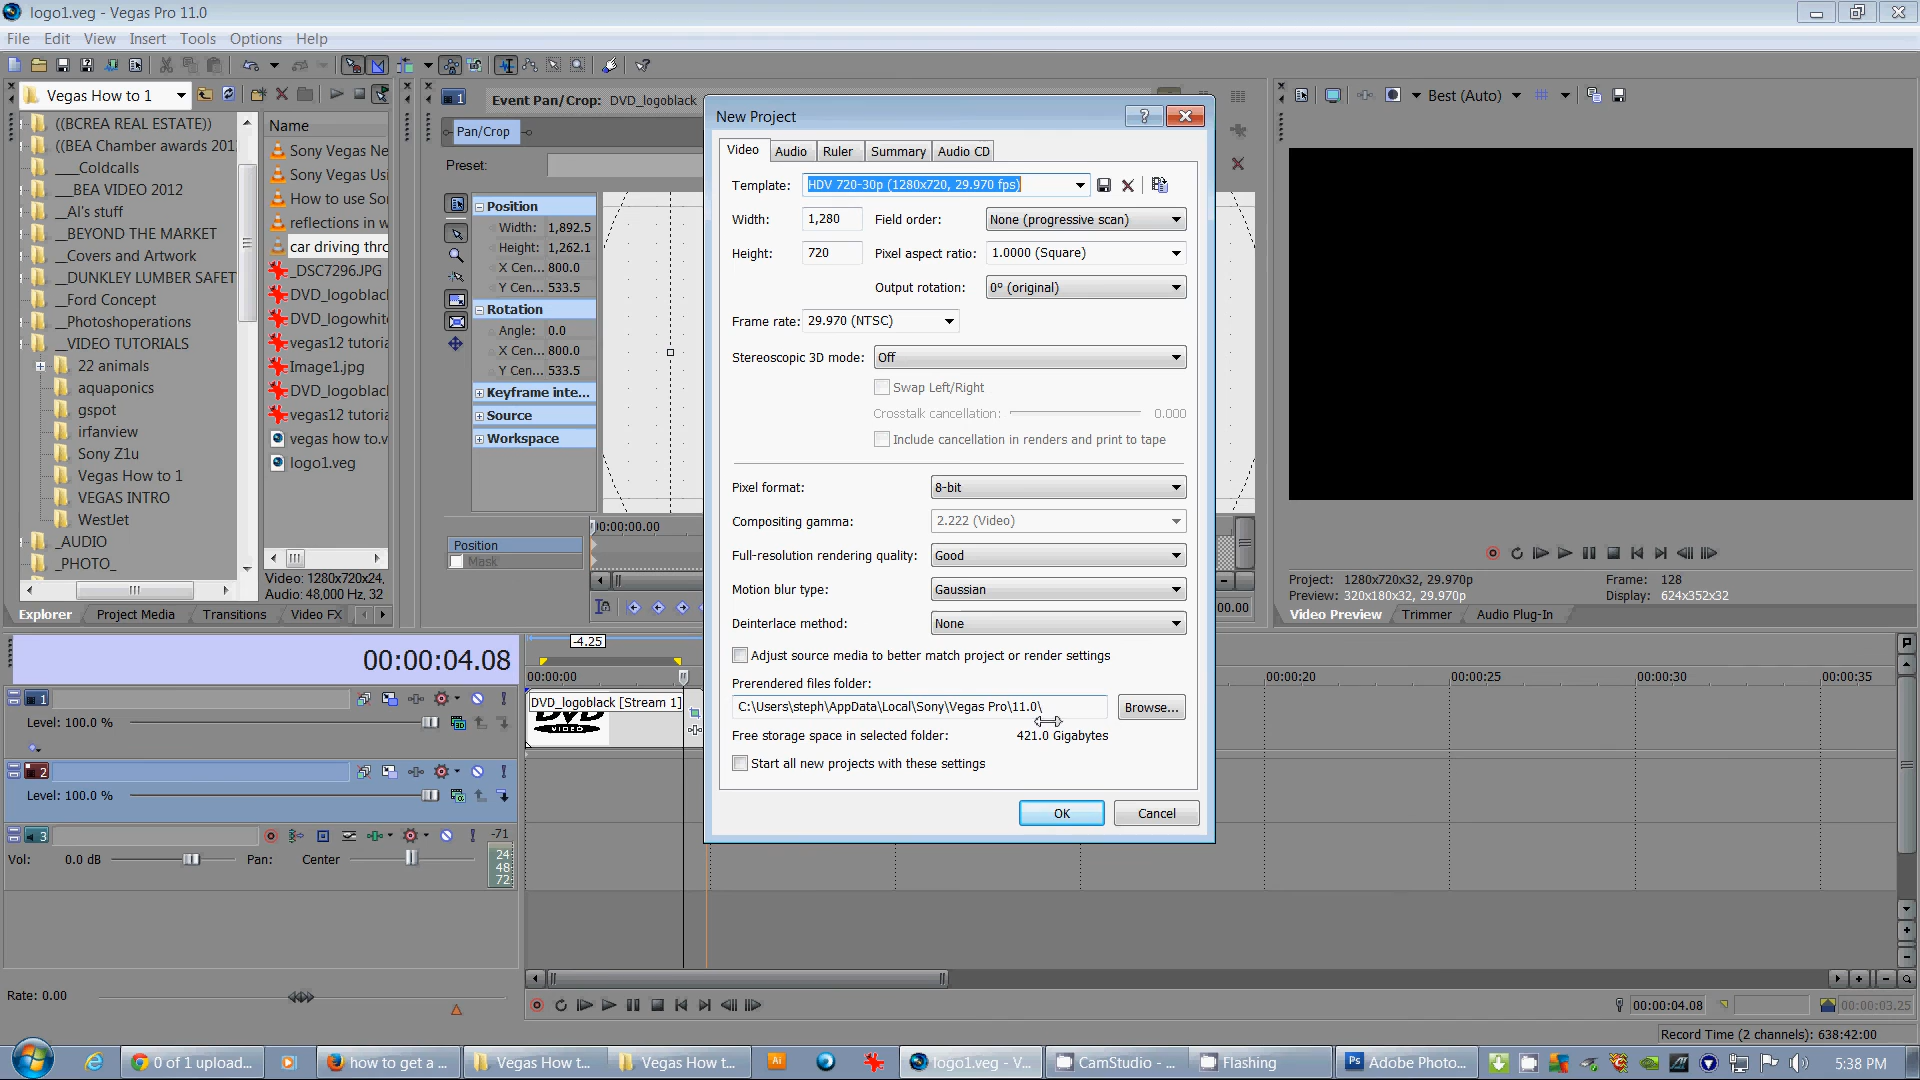 logo1.veg - Vegas Pro 11.0
File Edit View Insert Tools Options Help
Vegas How to 1
((BCREA REAL ESTATE))
((BEA Chamber awards 201
___Coldcalls
__BEA VIDEO 2012
__Al's stuff
__BEYOND THE MARKET
__Covers and Artwork
__DUNKLEY LUMBER SAFET
__Ford Concept
__Photoshoperations
__VIDEO TUTORIALS
22 animals
aquaponics
gspot
irfanview
Sony Z1u
Vegas How to 1
VEGAS INTRO
WestJet
_AUDIO
_PHOTO_
Name
Sony Vegas Ne
Sony Vegas Usi
How to use So
reflections in w
car driving thro
_DSC7296.JPG
DVD_logoblac
DVD_logowhit
vegas12 tutoria
Image1.jpg
DVD_logoblac
vegas12 tutoria
vegas how to.v
logo1.veg
Video: 1280x720x24,
Audio: 48,000 Hz, 32
Explorer Project Media Transitions Video FX
1 Event Pan/Crop: DVD_logoblack
Pan/Crop
Preset:
Position
Width: 1,892.5
Height: 1,262.1
X Cen... 800.0
Y Cen... 533.5
Rotation
Angle: 0.0
X Cen... 800.0
Y Cen... 533.5
Keyframe inte...
Source
Workspace
00:00:00.00
Position
Mask
00.00
New Project
Video Audio Ruler Summary Audio CD
Template: HDV 720-30p (1280x720, 29.970 fps)
Width: 1,280 Field order: None (progressive scan)
Height: 720 Pixel aspect ratio: 1.0000 (Square)
Output rotation: 0° (original)
Frame rate: 29.970 (NTSC)
Stereoscopic 3D mode: Off
Swap Left/Right
Crosstalk cancellation: 0.000
Include cancellation in renders and print to tape
Pixel format: 8-bit
Compositing gamma: 2.222 (Video)
Full-resolution rendering quality: Good
Motion blur type: Gaussian
Deinterlace method: None
Adjust source media to better match project or render settings
Prerendered files folder:
C:\Users\steph\AppData\Local\Sony\Vegas Pro\11.0\ Browse...
Free storage space in selected folder: 421.0 Gigabytes
Start all new projects with these settings
OK Cancel
Best (Auto)
Project: 1280x720x32, 29.970p Frame: 128
Preview: 320x180x32, 29.970p Display: 624x352x32
Video Preview Trimmer Audio Plug-In
00:00:04.08
-4.25
00:00:00 00:00:20 00:00:25 00:00:30 00:00:35
1
Level: 100.0 %
DVD_logoblack [Stream 1]
DVD
VIDEO
2
Level: 100.0 %
3
-71
Vol: 0.0 dB Pan: Center
24
48
72
Rate: 0.00
00:00:04.08 00:00:03.25
Record Time (2 channels): 638:42:00
0 of 1 upload... how to get a ... Vegas How t... Vegas How t... Ai logo1.veg - V... CamStudio - ... Flashing Ps Adobe Photo... 5:38 PM